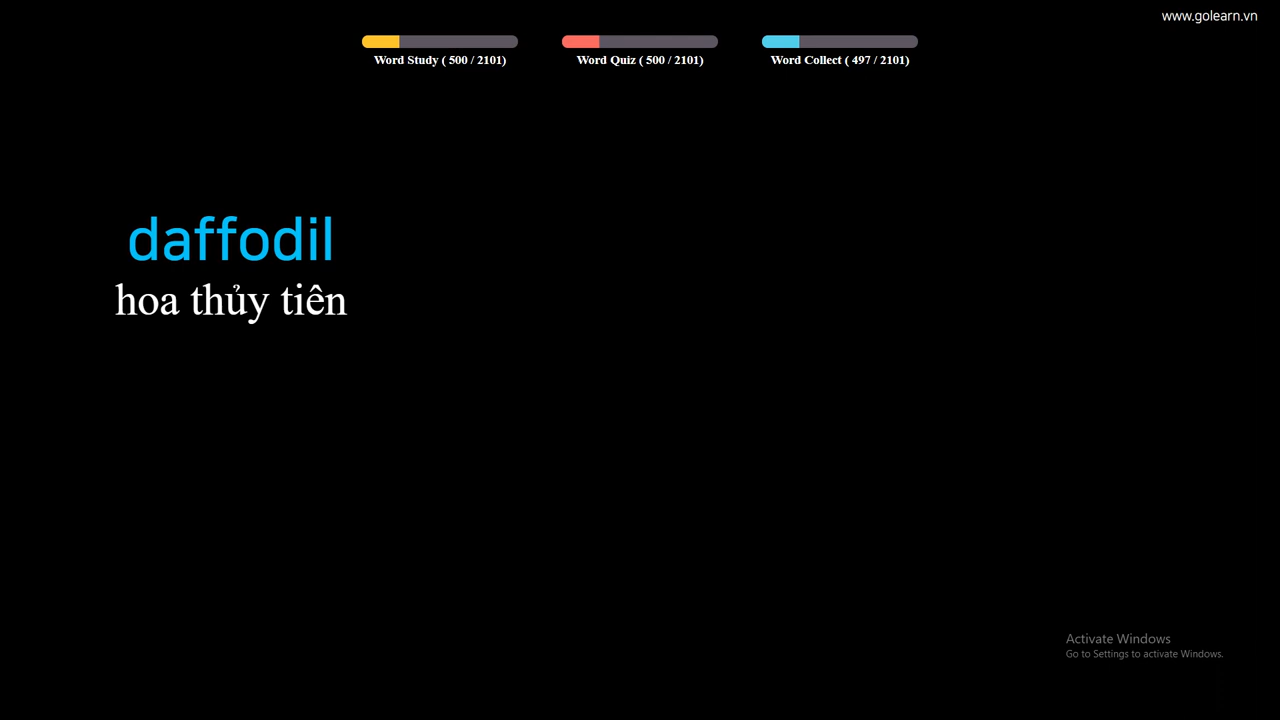 www.golearn.vn
Word Study ( 500 / 2101)
Word Quiz ( 500 / 2101)
Word Collect ( 497 / 2101)
daffodil
hoa thủy tiên
Activate Windows
Go to Settings to activate Windows.